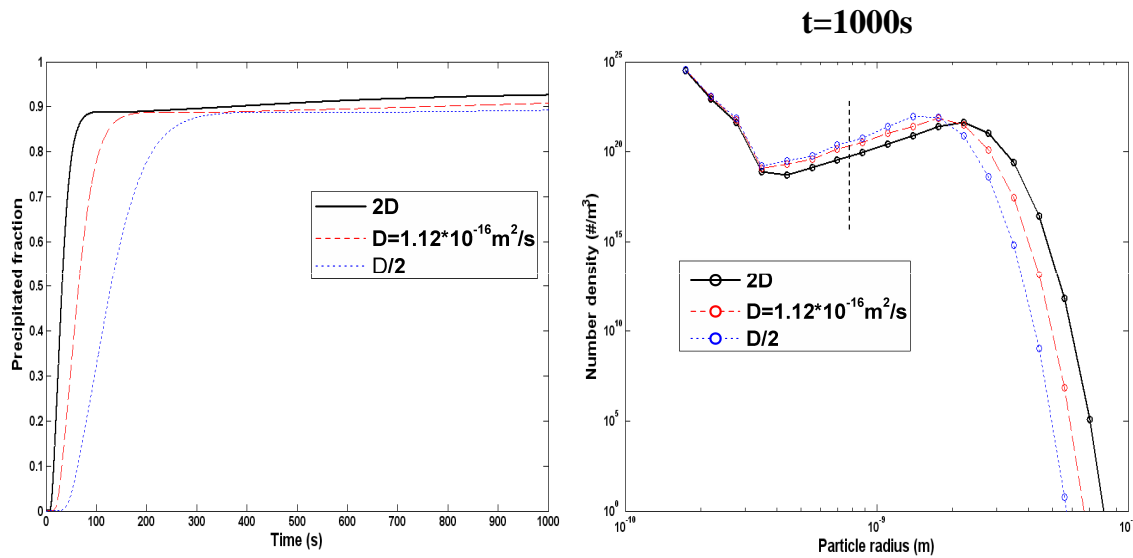 t=1000s
Precipitated fraction
1
0.9
0.8
0.7
0.6
0.5
0.4
0.3
0.2
0.1
0
0
100
200
300
400
500
600
700
800
900
1000
Time (s)
2D
D=1.12*10^-16m^2/s
D/2
Number density (#/m^3)
10^25
10^20
10^15
10^10
10^5
10^0
10^-10
10^-9
Particle radius (m)
2D
D=1.12*10^-16m^2/s
D/2